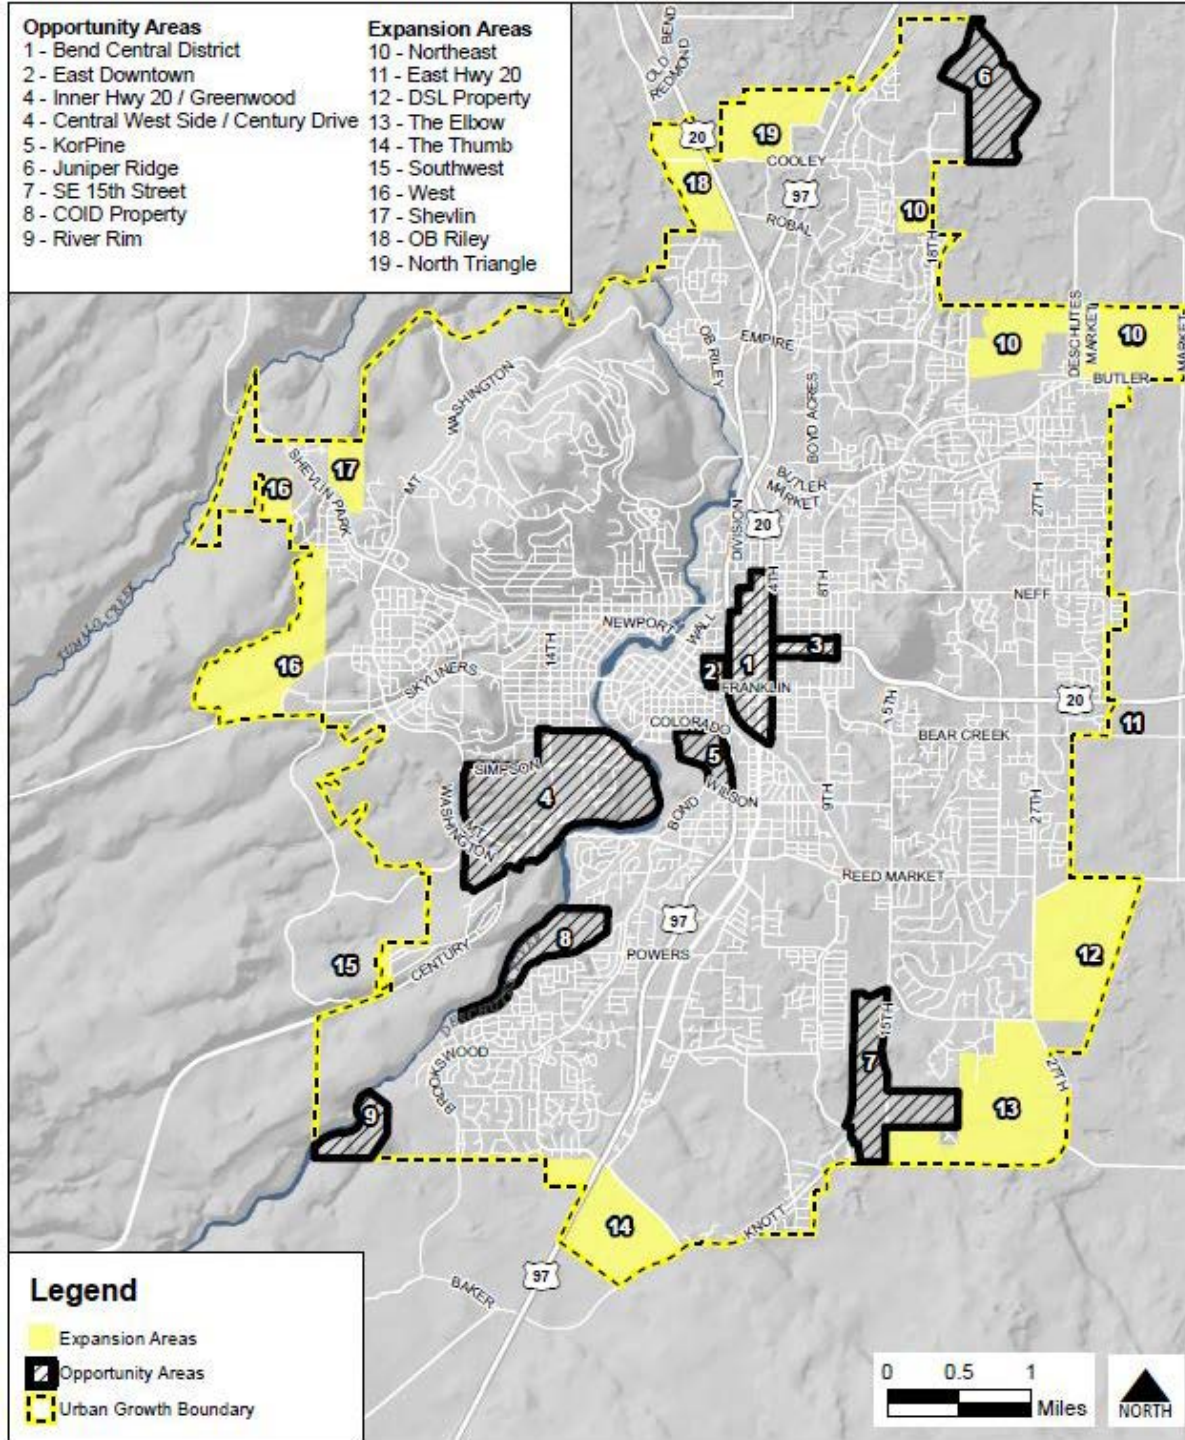 Opportunity Areas
1 - Bend Central District
2 - East Downtown
4 - Inner Hwy 20 / Greenwood
4 - Central West Side / Century Drive
5 - KorPine
6 - Juniper Ridge
7 - SE 15th Street
8 - COID Property
9 - River Rim
Expansion Areas
10 - Northeast
11 - East Hwy 20
12 - DSL Property
13 - The Elbow
14 - The Thumb
15 - Southwest
16 - West
17 - Shevlin
18 - OB Riley
19 - North Triangle
OLD BEND
REDMOND
6
20
19
COOLEY
18
97
10
ROBAL
18TH
DESCHUTES
MARKET
MARKET
OB RILEY
EMPIRE
10
10
BUTLER
WASHINGTON
BOYD ACRES
SHEVLIN PARK
17
MT
16
BUTLER
MARKET
27TH
20
DIVISION
4TH
8TH
NEFF
TUMALO CREEK
NEWPORT
WALL
14TH
3
16
SKYLINERS
2
1
FRANKLIN
15TH
20
11
COLORADO
BEAR CREEK
5
SIMPSON
4
WILSON
9TH
27TH
BOND
MT
WASHINGTON
REED MARKET
97
8
POWERS
12
15
CENTURY
DESCHUTES RIVER
15TH
BROOKSWOOD
7
27TH
9
13
14
KNOTT
97
BAKER
Legend
Expansion Areas
Opportunity Areas
Urban Growth Boundary
0 0.5 1
Miles
NORTH